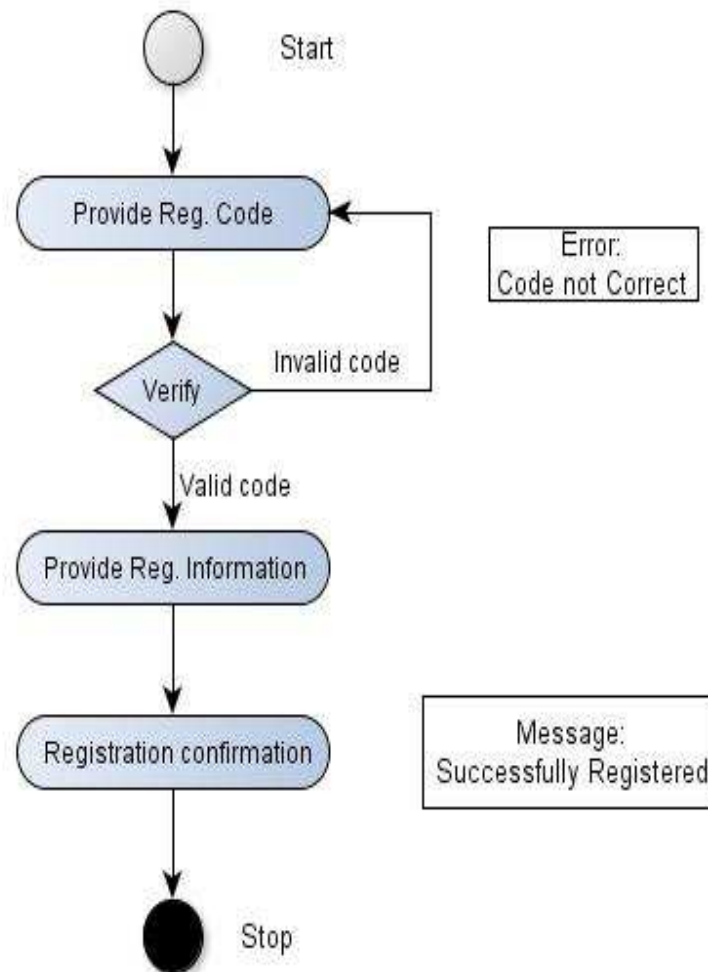 Start
Provide Reg. Code
Error:
Code not Correct
Invalid code
Verify
Valid code
Provide Reg. Information
Registration confirmation
Message:
Successfully Registered
Stop